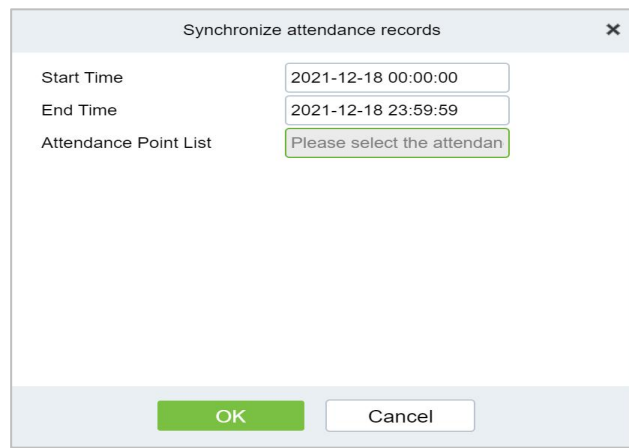 Synchronize attendance records
Start Time 2021-12-18 00:00:00
End Time 2021-12-18 23:59:59
Attendance Point List Please select the attendan
OK Cancel